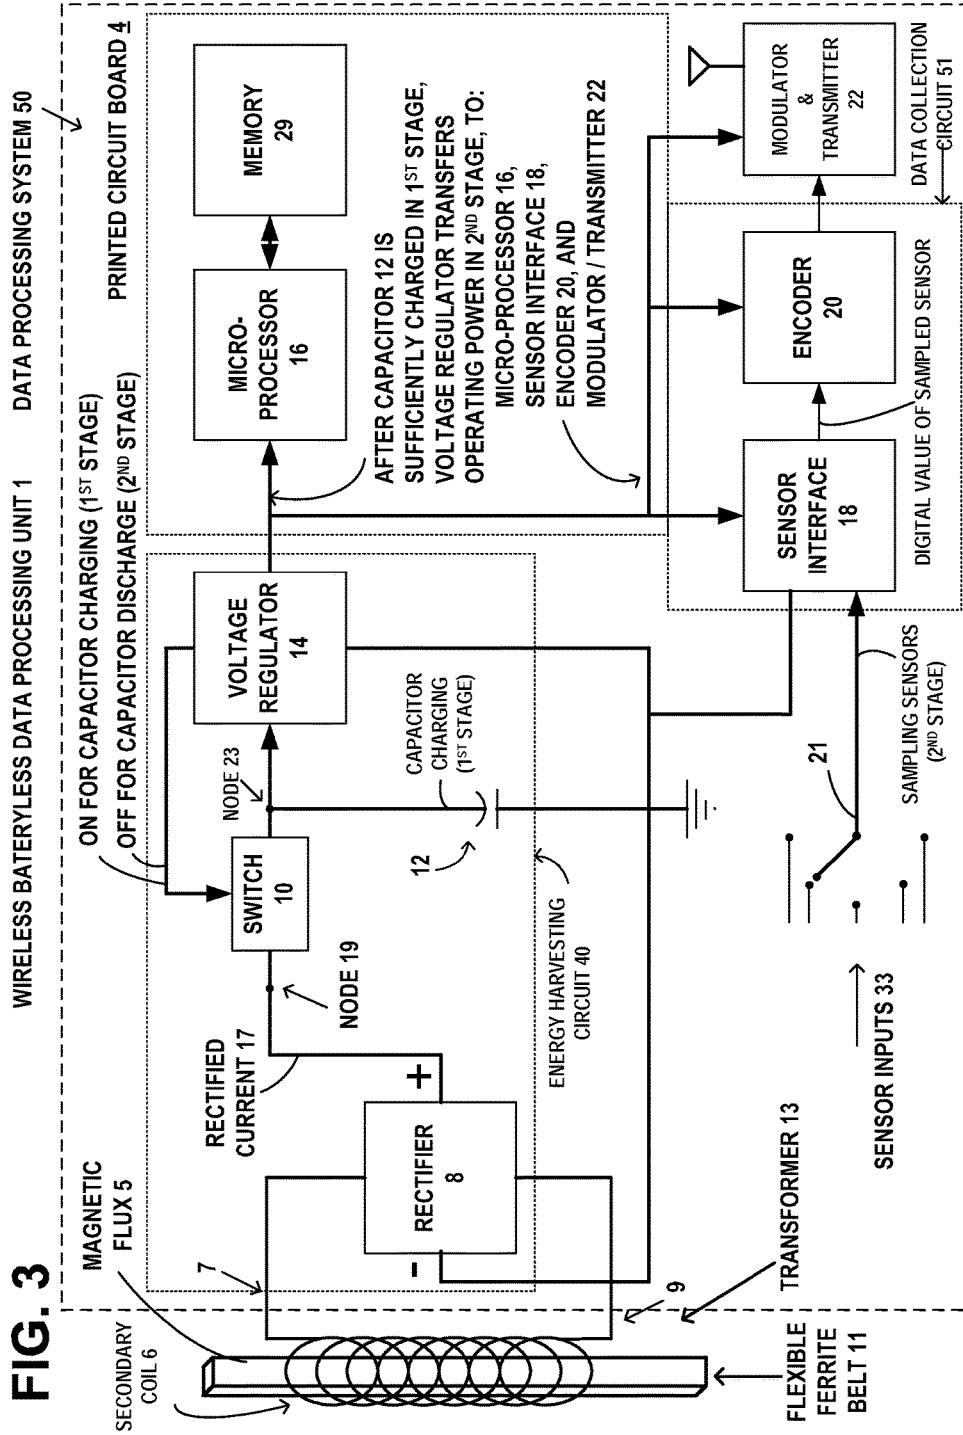 FIG. 3
WIRELESS BATERYLESS DATA PROCESSING UNIT 1
DATA PROCESSING SYSTEM 50
PRINTED CIRCUIT BOARD 4
ON FOR CAPACITOR CHARGING (1ST STAGE)
OFF FOR CAPACITOR DISCHARGE (2ND STAGE)
MAGNETIC
FLUX 5
SECONDARY
COIL 6
7
RECTIFIED
CURRENT 17
RECTIFIER
8
-
+
NODE 19
SWITCH
10
NODE 23
VOLTAGE
REGULATOR
14
MICRO-
PROCESSOR
16
MEMORY
29
AFTER CAPACITOR 12 IS
SUFFICIENTLY CHARGED IN 1ST STAGE,
VOLTAGE REGULATOR TRANSFERS
OPERATING POWER IN 2ND STAGE, TO:
MICRO-PROCESSOR 16,
SENSOR INTERFACE 18,
ENCODER 20, AND
MODULATOR / TRANSMITTER 22
CAPACITOR
CHARGING
(1ST STAGE)
12
ENERGY HARVESTING
CIRCUIT 40
9
TRANSFORMER 13
FLEXIBLE
FERRITE
BELT 11
SENSOR INPUTS 33
21
SAMPLING SENSORS
(2ND STAGE)
SENSOR
INTERFACE
18
ENCODER
20
DIGITAL VALUE OF SAMPLED SENSOR
MODULATOR
&
TRANSMITTER
22
DATA COLLECTION
CIRCUIT 51